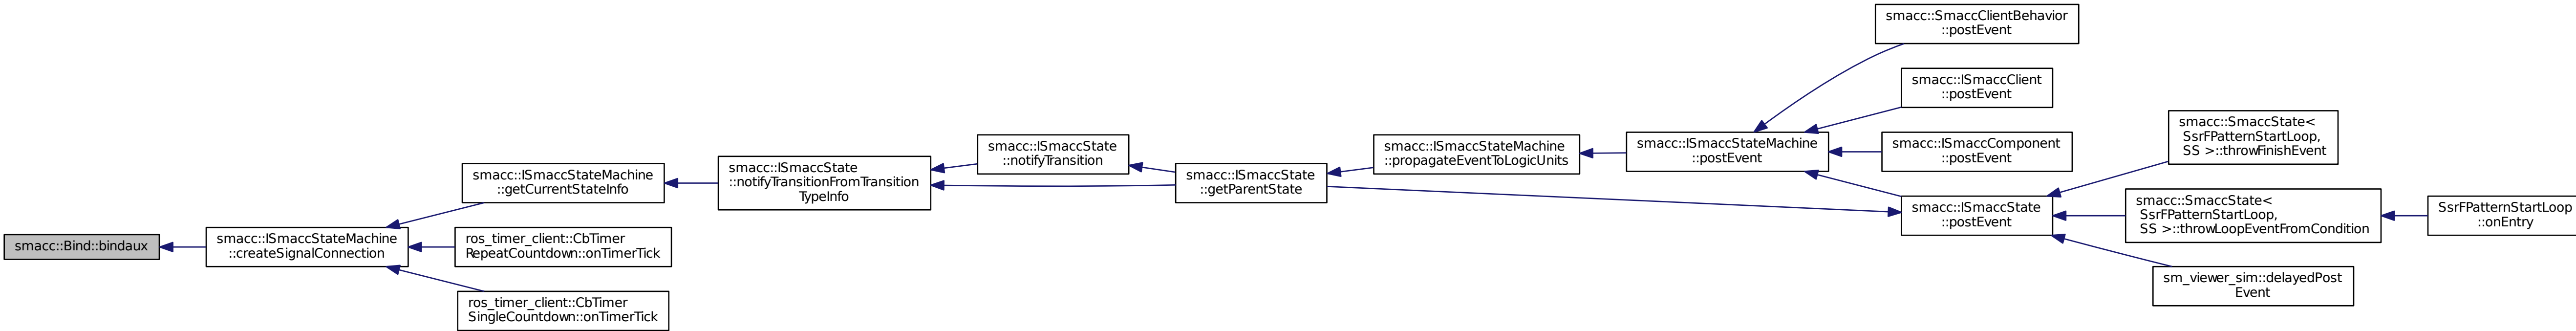 smacc::Bind::bindaux
smacc::ISmaccStateMachine
::createSignalConnection
smacc::ISmaccStateMachine
::getCurrentStateInfo
ros_timer_client::CbTimer
RepeatCountdown::onTimerTick
ros_timer_client::CbTimer
SingleCountdown::onTimerTick
smacc::ISmaccState
::notifyTransitionFromTransition
TypeInfo
smacc::ISmaccState
::notifyTransition
smacc::ISmaccState
::getParentState
smacc::ISmaccStateMachine
::propagateEventToLogicUnits
smacc::ISmaccStateMachine
::postEvent
smacc::SmaccClientBehavior
::postEvent
smacc::ISmaccClient
::postEvent
smacc::ISmaccComponent
::postEvent
smacc::ISmaccState
::postEvent
smacc::SmaccState<
SsrFPatternStartLoop,
SS >::throwFinishEvent
smacc::SmaccState<
SsrFPatternStartLoop,
SS >::throwLoopEventFromCondition
sm_viewer_sim::delayedPost
Event
SsrFPatternStartLoop
::onEntry